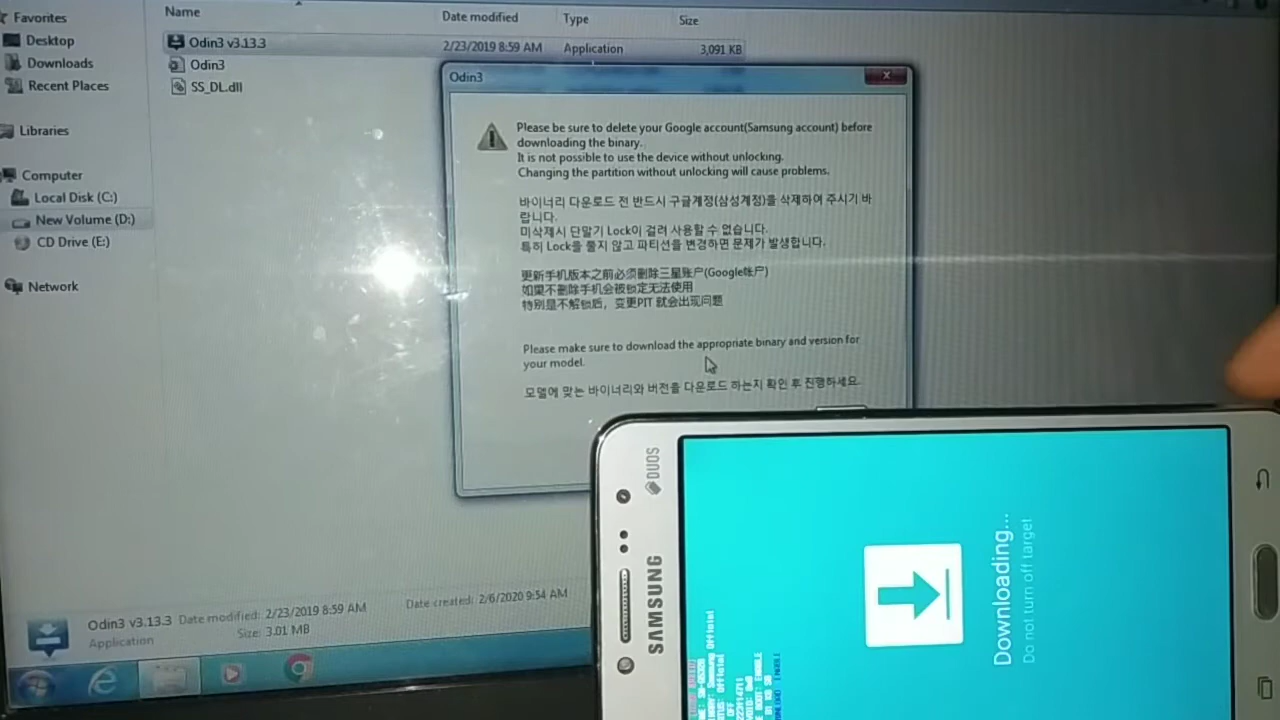 Favorites
Desktop
Downloads
Recent Places
Libraries
Computer
Local Disk (C:)
New Volume (D:)
CD Drive (E:)
Network
Name Date modified Type Size
Odin3 v3.13.3 2/23/2019 8:59 AM Application 3,091 KB
Odin3
SS_DL.dll
Odin3
Please be sure to delete your Google account(Samsung account) before
downloading the binary.
It is not possible to use the device without unlocking.
Changing the partition without unlocking will cause problems.
바이너리 다운로드 전 반드시 구글계정(삼성계정)을 삭제하여 주시기 바
랍니다.
미삭제시 단말기 Lock이 걸려 사용할 수 없습니다.
특히 Lock을 풀지 않고 파티션을 변경하면 문제가 발생합니다.
更新手机版本之前必须删除三星账户(Google帐户)
如果不删除手机会被锁定无法使用
特别是不解锁后，变更PIT 就会出现问题
Please make sure to download the appropriate binary and version for
your model.
모델에 맞는 바이너리와 버전을 다운로드 하는지 확인 후 진행하세요.
Odin3 v3.13.3 Date modified: 2/23/2019 8:59 AM Date created: 2/6/2020 9:54 AM
Application Size: 3.01 MB
DUOS
SAMSUNG
Samsung Official
Official
OFF
Downloading...
Do not turn off target